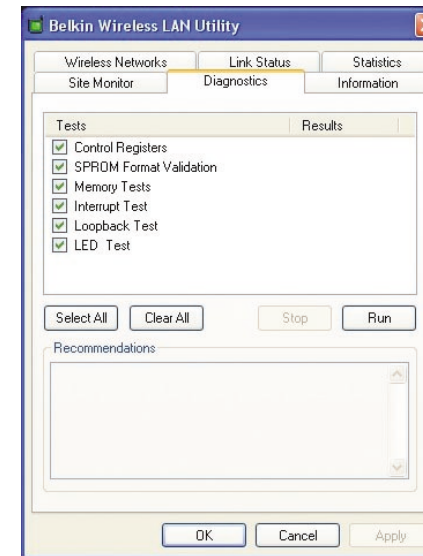 Belkin Wireless LAN Utility
Wireless Networks Link Status Statistics
Site Monitor Diagnostics Information
Tests Results
Control Registers
SPROM Format Validation
Memory Tests
Interrupt Test
Loopback Test
LED Test
Select All Clear All Stop Run
Recommendations
OK Cancel Apply